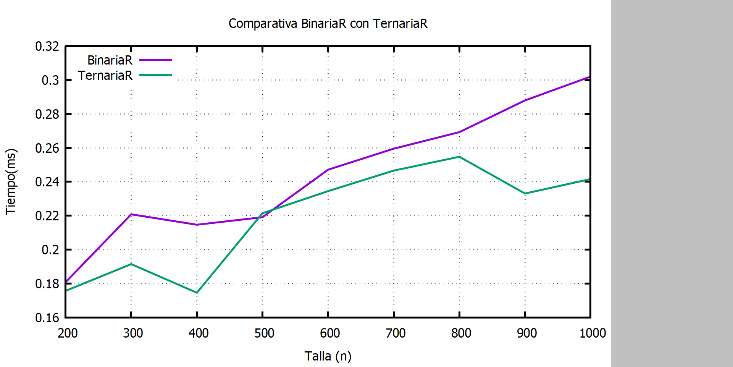 Comparativa BinariaR con TernariaR
0.32
0.3
0.28
0.26
0.24
0.22
0.2
0.18
0.16
BinariaR
TernariaR
Tiempo(ms)
200 300 400 500 600 700 800 900 1000
Talla (n)